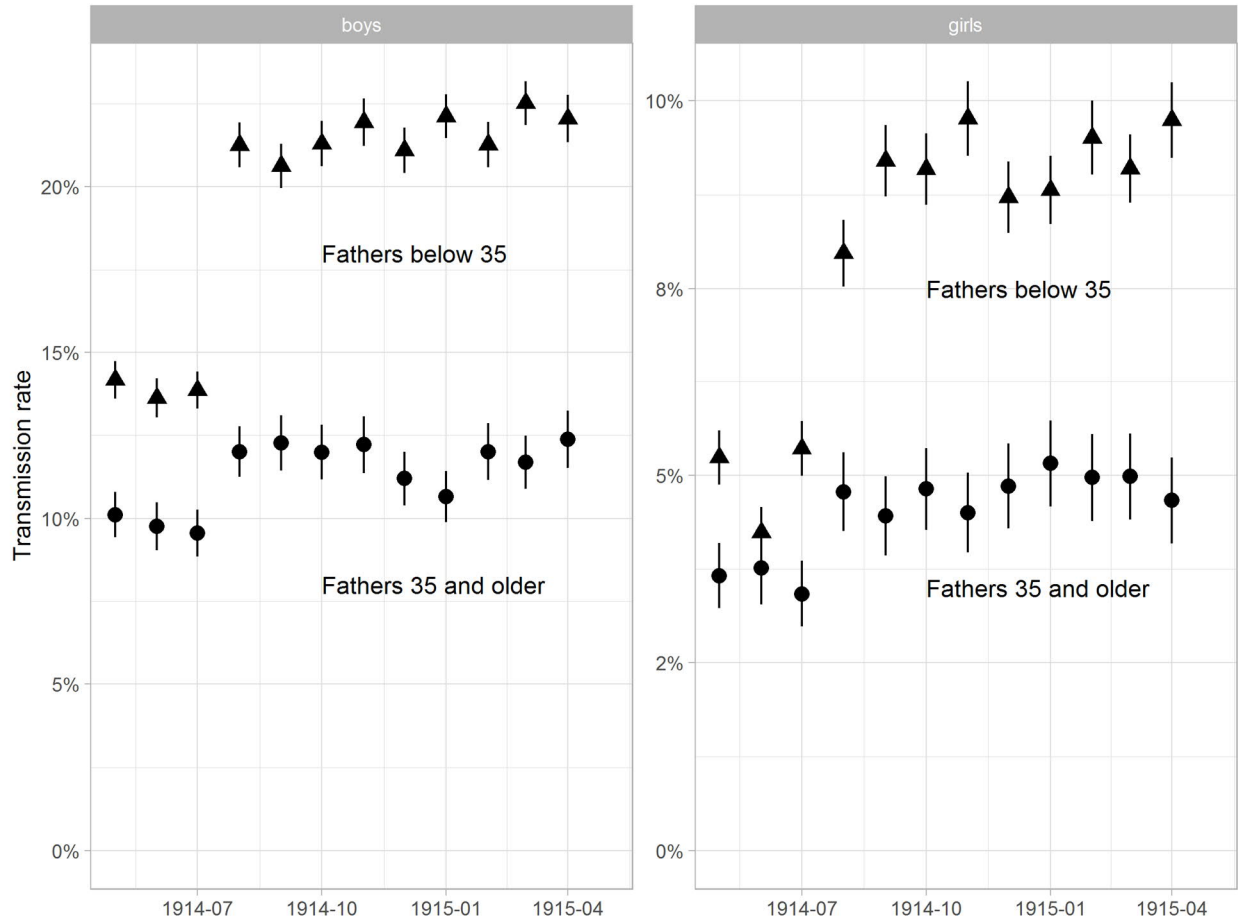 boys
girls
Transmission rate
20%
15%
10%
5%
0%
10%
8%
5%
2%
0%
Fathers below 35
Fathers 35 and older
Fathers below 35
Fathers 35 and older
1914-07 1914-10 1915-01 1915-04
1914-07 1914-10 1915-01 1915-04